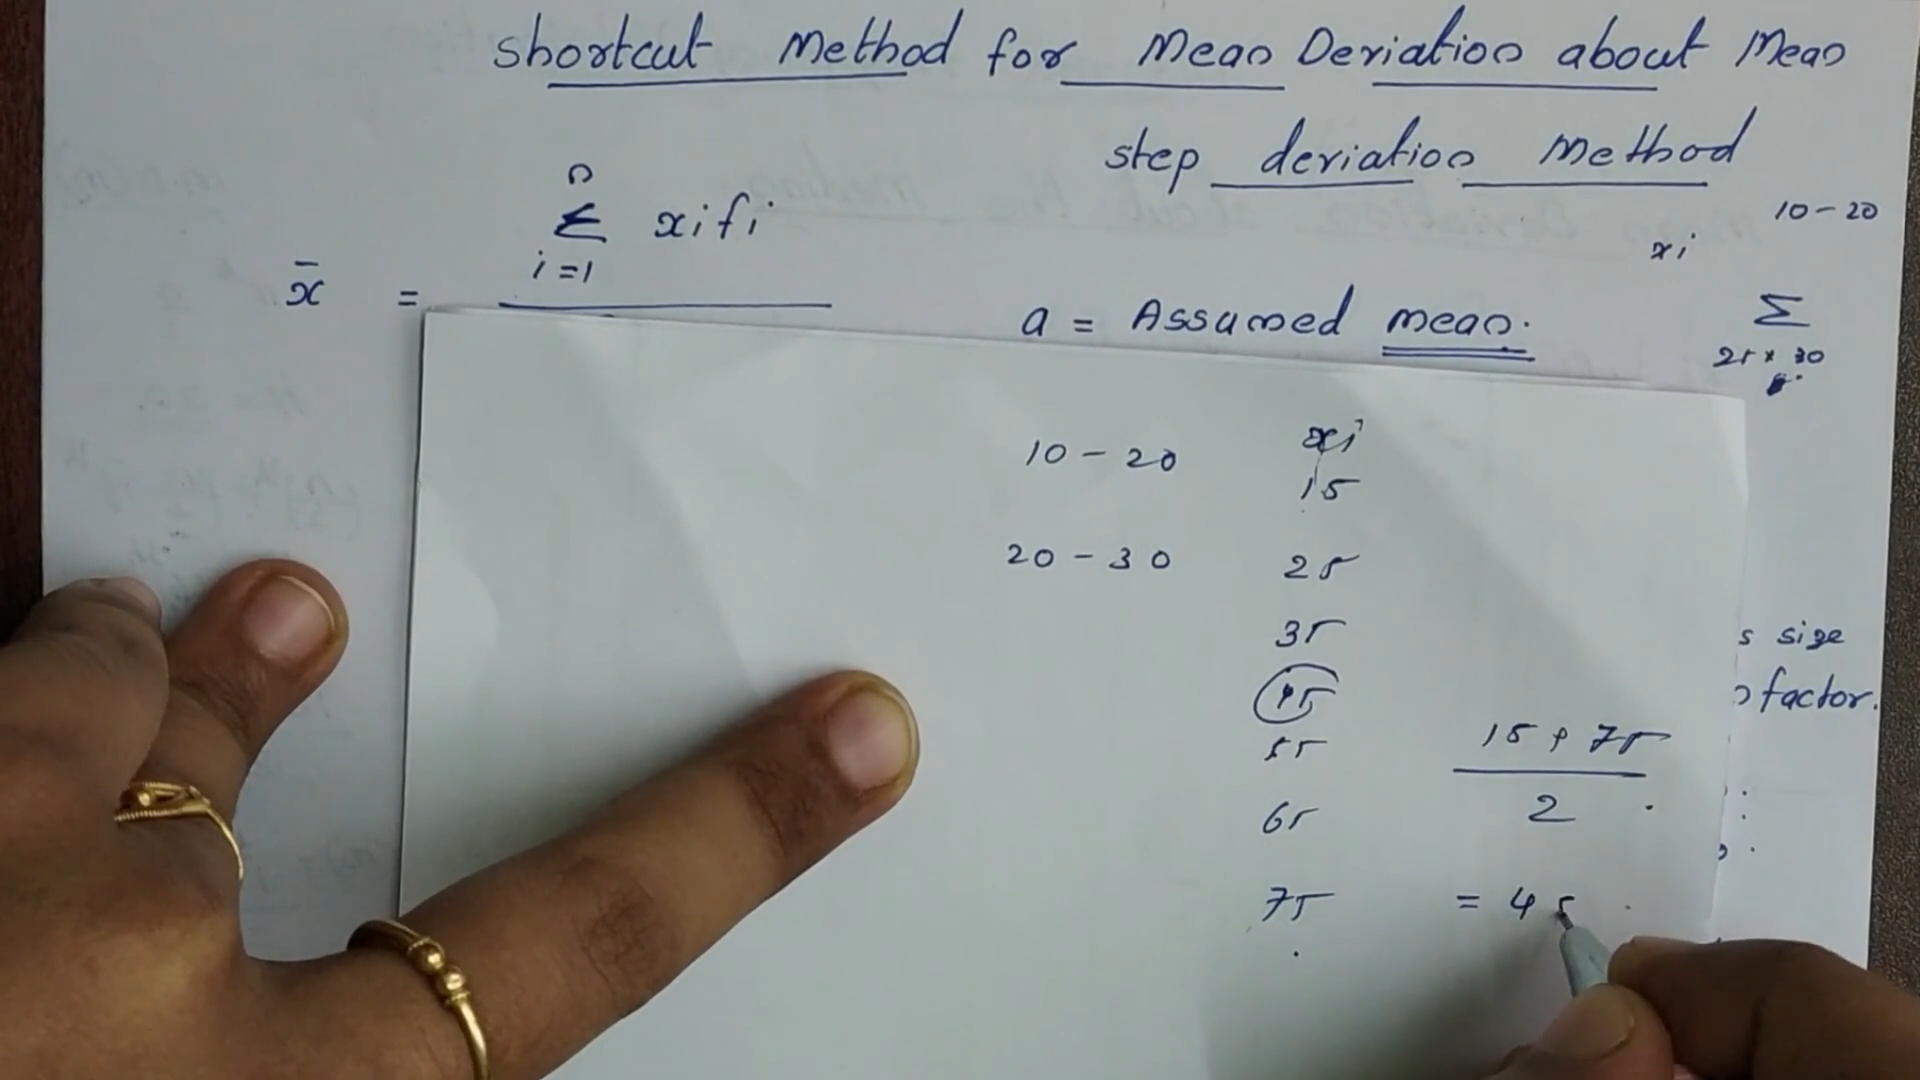 shortcut Method for Mean Deviation about Mean
step deviation Method
n
Σ xifi
i=1
x̄ =
10 - 20
xi
a = Assumed mean.
Σ
25 x 30
xi
10 - 20 15
20 - 30 25
35
45
55
65
75
15 + 75
2
= 45
s size
factor.